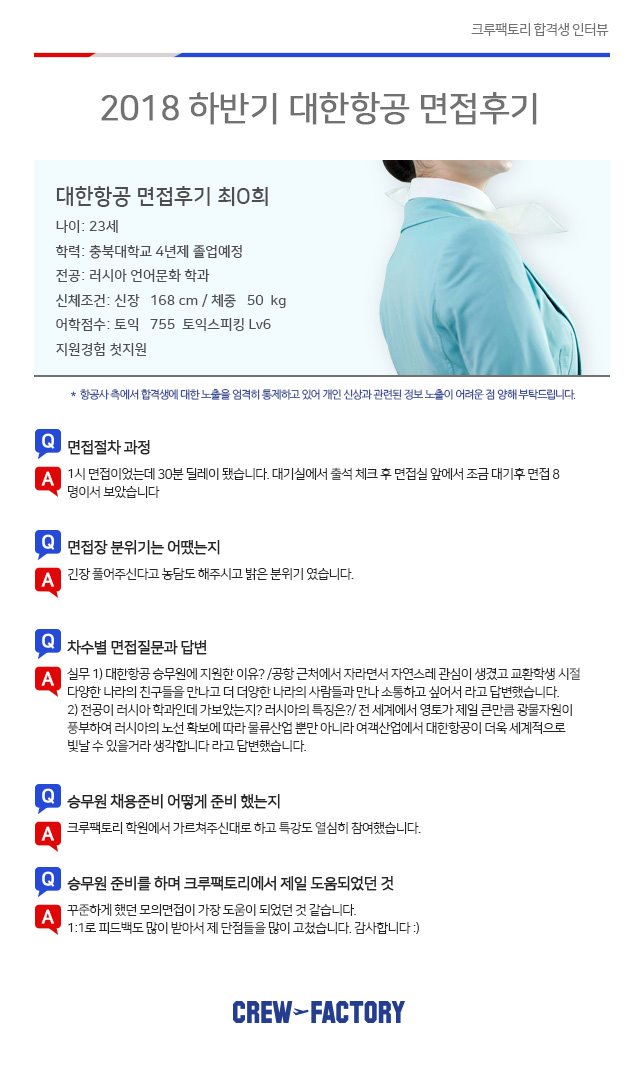 크루팩토리 합격생 인터뷰
2018 하반기 대한항공 면접후기
대한항공 면접후기 최O희
나이: 23세
학력: 충북대학교 4년제 졸업예정
전공: 러시아 언어문화 학과
신체조건: 신장 168 cm / 체중 50 kg
어학점수: 토익 755 토익스피킹 Lv6
지원경험 첫지원
* 항공사 측에서 합격생에 대한 노출을 엄격히 통제하고 있어 개인 신상과 관련된 정보 노출이 어려운 점 양해 부탁드립니다.
Q 면접절차 과정
A 1시 면접이었는데 30분 딜레이 됐습니다. 대기실에서 출석 체크 후 면접실 앞에서 조금 대기후 면접 8
명이서 보았습니다
Q 면접장 분위기는 어땠는지
A 긴장 풀어주신다고 농담도 해주시고 밝은 분위기 였습니다.
Q 차수별 면접질문과 답변
A 실무 1) 대한항공 승무원에 지원한 이유? /공항 근처에서 자라면서 자연스레 관심이 생겼고 교환학생 시절
다양한 나라의 친구들을 만나고 더 더양한 나라의 사람들과 만나 소통하고 싶어서 라고 답변했습니다.
2) 전공이 러시아 학과인데 가보았는지? 러시아의 특징은?/ 전 세계에서 영토가 제일 큰만큼 광물자원이
풍부하여 러시아의 노선 확보에 따라 물류산업 뿐만 아니라 여객산업에서 대한항공이 더욱 세계적으로
빛날 수 있을거라 생각합니다 라고 답했습니다.
Q 승무원 채용준비 어떻게 준비 했는지
A 크루팩토리 학원에서 가르쳐주신대로 하고 특강도 열심히 참여했습니다.
Q 승무원 준비를 하며 크루팩토리에서 제일 도움되었던 것
A 꾸준하게 했던 모의면접이 가장 도움이 되었던 것 같습니다.
1:1로 피드백도 많이 받아서 제 단점들을 많이 고쳤습니다. 감사합니다 :)
CREW FACTORY